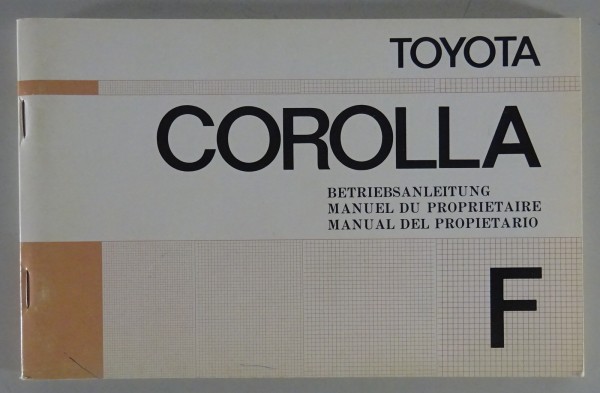 TOYOTA
COROLLA
BETRIEBSANLEITUNG
MANUEL DU PROPRIETAIRE
MANUAL DEL PROPIETARIO
F